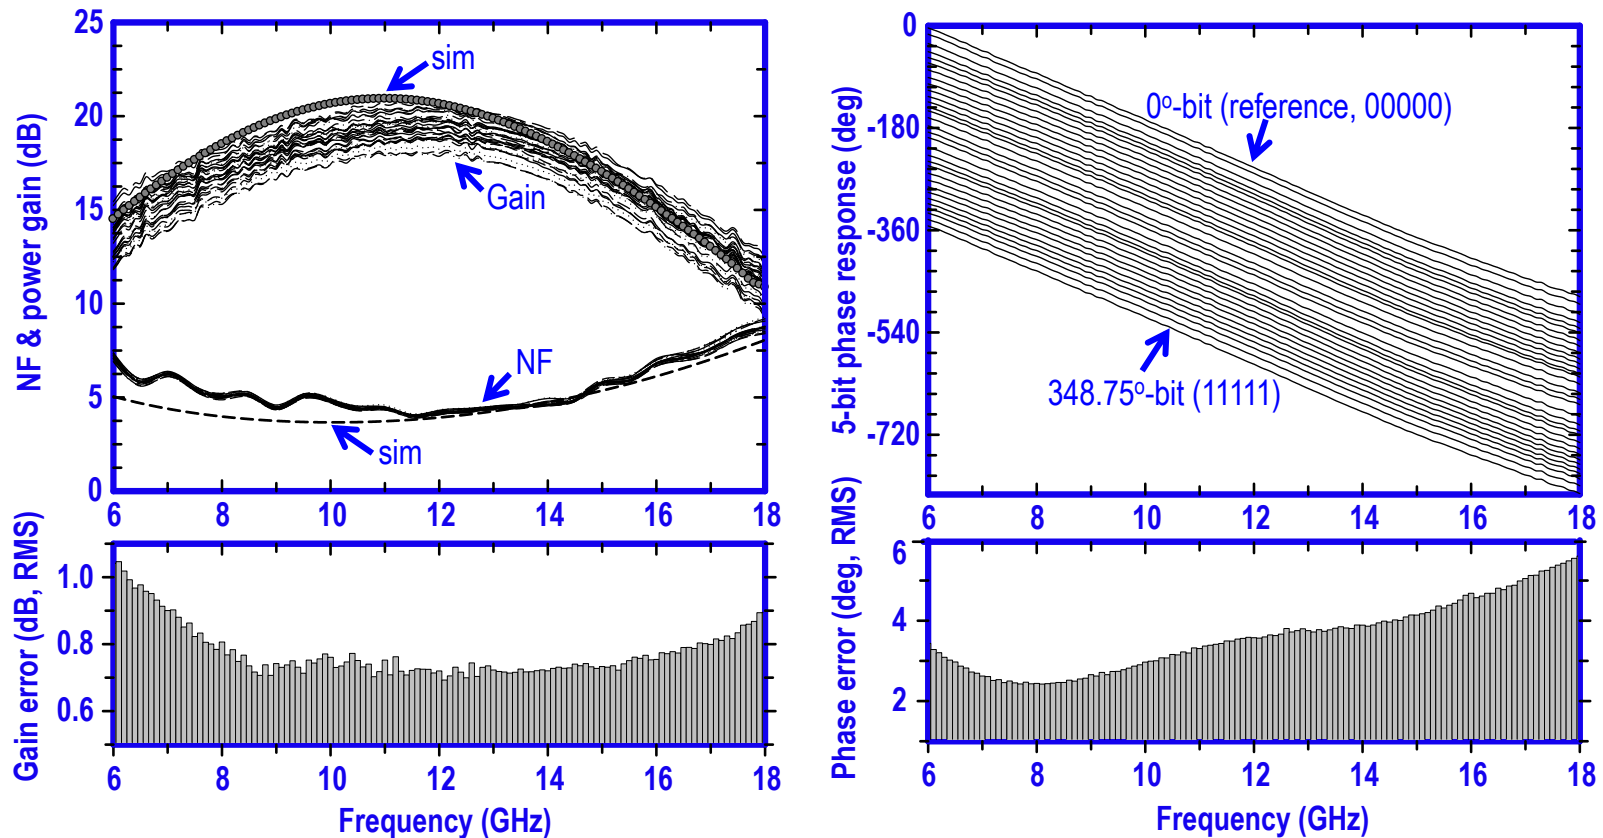 NF & power gain (dB)
25
20
15
10
5
0
sim
Gain
NF
sim
6 8 10 12 14 16 18
5-bit phase response (deg)
0
-180
-360
-540
-720
0o-bit (reference, 00000)
348.75o-bit (11111)
6 8 10 12 14 16 18
Gain error (dB, RMS)
1.0
0.8
0.6
6 8 10 12 14 16 18
Frequency (GHz)
Phase error (deg, RMS)
6
4
2
6 8 10 12 14 16 18
Frequency (GHz)